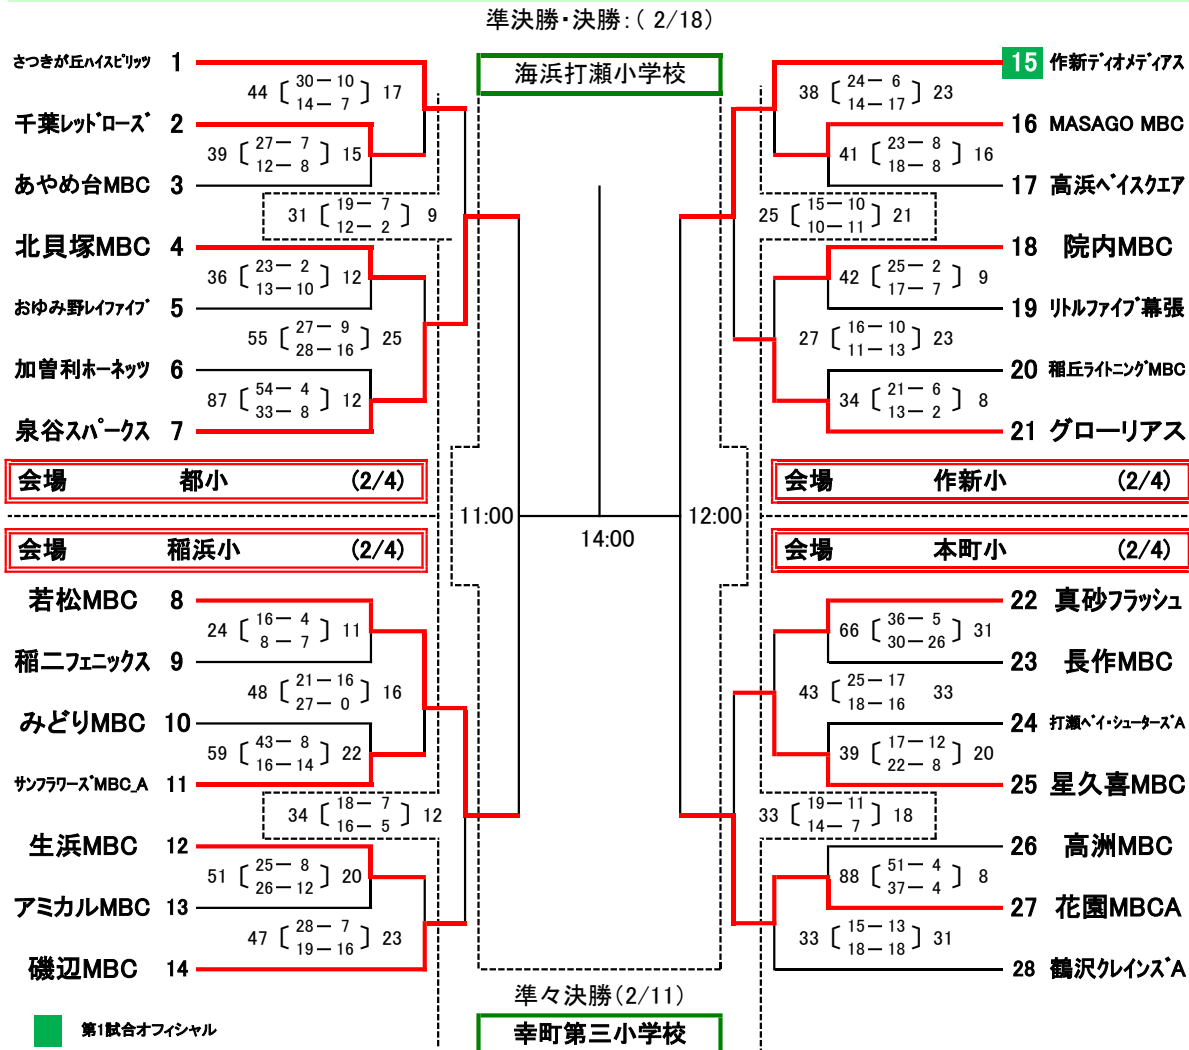 準決勝・決勝:( 2/18)
海浜打瀬小学校
さつきが丘ハイスピリッツ 1
44 〔 30－ 10 〕 17
14－ 7
千葉レッドローズ 2
39 〔 27－ 7 〕 15
12－ 8
あやめ台MBC 3
31 〔 19－ 7 〕 9
12－ 2
北貝塚MBC 4
36 〔 23－ 2 〕 12
13－ 10
おゆみ野レイファイブ 5
55 〔 27－ 9 〕 25
28－ 16
加曽利ホーネッツ 6
87 〔 54－ 4 〕 12
33－ 8
泉谷スパークス 7
会場 都小 (2/4)
15 作新ディオメディアス
38 〔 24－ 6 〕 23
14－ 17
16 MASAGO MBC
41 〔 23－ 8 〕 16
18－ 8
17 高浜ベイスクエア
25 〔 15－ 10 〕 21
10－ 11
18 院内MBC
42 〔 25－ 2 〕 9
17－ 7
19 リトルファイブ幕張
27 〔 16－ 10 〕 23
11－ 13
20 稲丘ライトニングMBC
34 〔 21－ 6 〕 8
13－ 2
21 グローリアス
会場 作新小 (2/4)
11:00
14:00
12:00
会場 稲浜小 (2/4)
若松MBC 8
24 〔 16－ 4 〕 11
8－ 7
稲二フェニックス 9
48 〔 21－ 16 〕 16
27－ 0
みどりMBC 10
59 〔 43－ 8 〕 22
16－ 14
サンフラワーズMBC_A 11
34 〔 18－ 7 〕 12
16－ 5
生浜MBC 12
51 〔 25－ 8 〕 20
26－ 12
アミカルMBC 13
47 〔 28－ 7 〕 23
19－ 16
磯辺MBC 14
会場 本町小 (2/4)
22 真砂フラッシュ
66 〔 36－ 5 〕 31
30－ 26
23 長作MBC
43 〔 25－ 17 33
18－ 16
24 打瀬ベイ・シューターズA
39 〔 17－ 12 〕 20
22－ 8
25 星久喜MBC
33 〔 19－ 11 〕 18
14－ 7
26 高洲MBC
88 〔 51－ 4 〕 8
37－ 4
27 花園MBCA
33 〔 15－ 13 〕 31
18－ 18
28 鶴沢クレインズA
準々決勝(2/11)
幸町第三小学校
第1試合オフィシャル